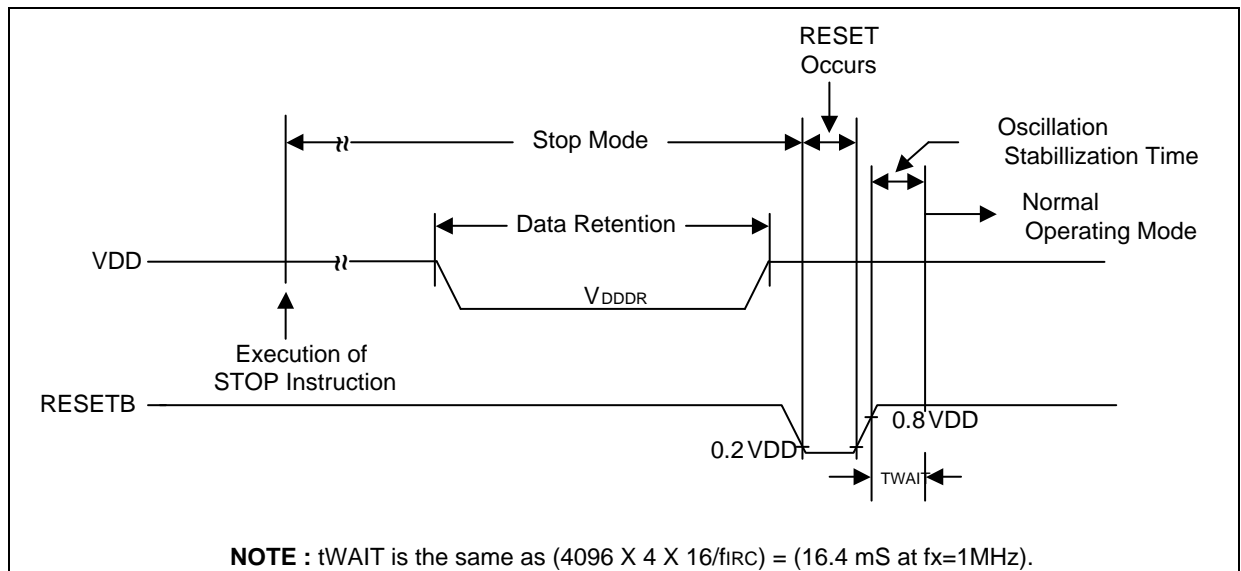 RESET
Occurs
Stop Mode
Oscillation
Stabillization Time
Normal
Operating Mode
Data Retention
VDD
≈
≈
VDDDR
Execution of
STOP Instruction
RESETB
0.2 VDD
0.8 VDD
TWAIT
NOTE : tWAIT is the same as (4096 X 4 X 16/fIRC) = (16.4 mS at fx=1MHz).